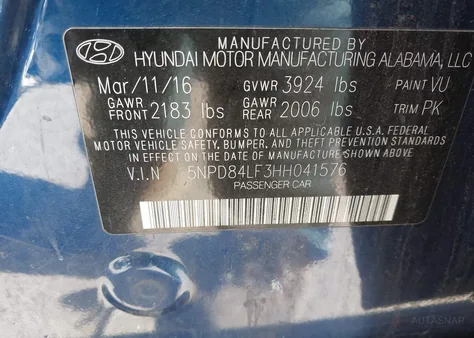 MANUFACTURED BY
HYUNDAI MOTOR MANUFACTURING ALABAMA, LLC
Mar/11/16 GVWR 3924 lbs PAINT VU
GAWR FRONT 2183 lbs GAWR REAR 2006 lbs TRIM PK
THIS VEHICLE CONFORMS TO ALL APPLICABLE U.S.A. FEDERAL
MOTOR VEHICLE SAFETY, BUMPER, AND THEFT PREVENTION STANDARDS
IN EFFECT ON THE DATE OF MANUFACTURE SHOWN ABOVE.
V.I.N 5NPD84LF3HH041576
PASSENGER CAR
AUTASNAP